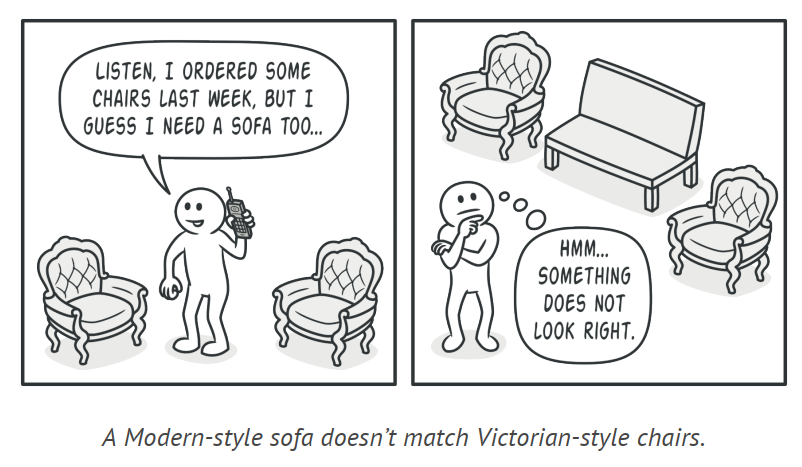 LISTEN, I ORDERED SOME
CHAIRS LAST WEEK, BUT I
GUESS I NEED A SOFA TOO...
HMM...
SOMETHING
DOES NOT
LOOK RIGHT.
A Modern-style sofa doesn’t match Victorian-style chairs.